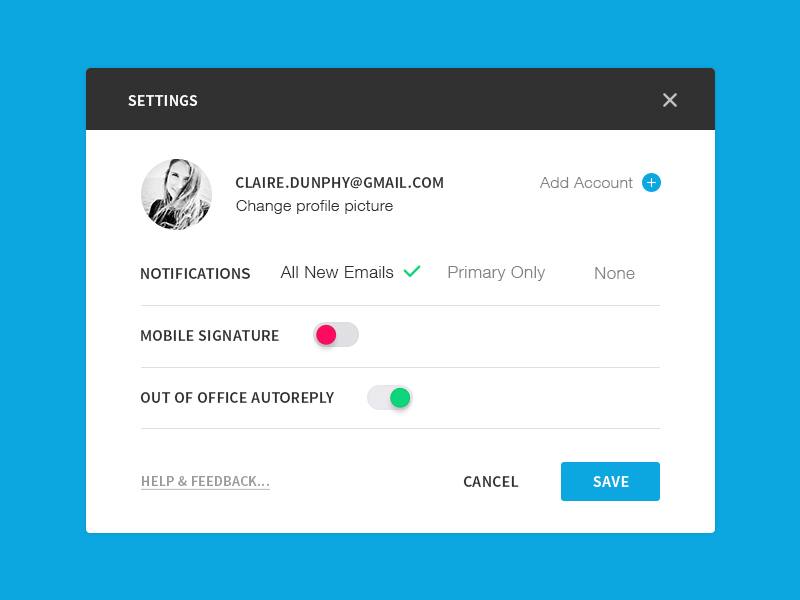 SETTINGS
CLAIRE.DUNPHY@GMAIL.COM
Add Account
Change profile picture
NOTIFICATIONS All New Emails Primary Only None
MOBILE SIGNATURE
OUT OF OFFICE AUTOREPLY
HELP & FEEDBACK... CANCEL SAVE